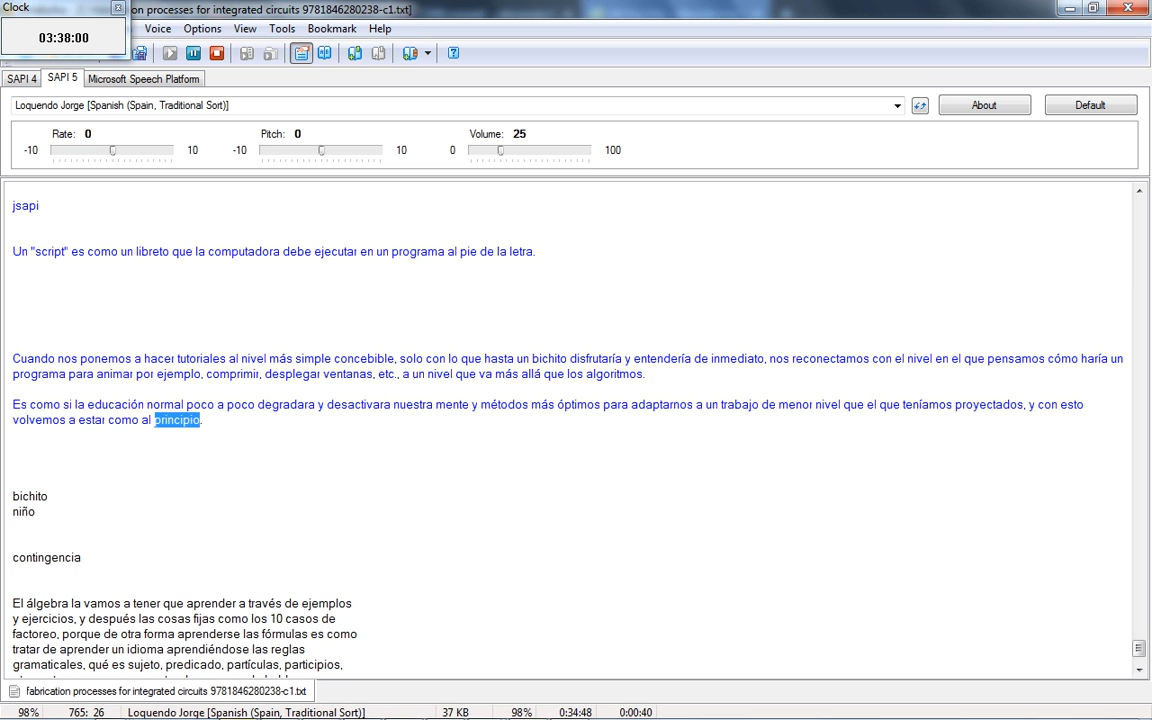 Clock
on processes for integrated circuits 9781846280238-c1.txt]
03:38:00
Voice Options View Tools Bookmark Help
SAPI 4 SAPI 5 Microsoft Speech Platform
Loquendo Jorge [Spanish (Spain, Traditional Sort)] About Default
Rate: 0 Pitch: 0 Volume: 25
-10 10 -10 10 0 100
jsapi
Un "script" es como un libreto que la computadora debe ejecutar en un programa al pie de la letra.
Cuando nos ponemos a hacer tutoriales al nivel más simple concebible, solo con lo que hasta un bichito disfrutaría y entendería de inmediato, nos reconectamos con el nivel en el que pensamos cómo haría un
programa para animar por ejemplo, comprimir, desplegar ventanas, etc., a un nivel que va más allá que los algoritmos.
Es como si la educación normal poco a poco degradara y desactivara nuestra mente y métodos más óptimos para adaptarnos a un trabajo de menor nivel que el que teníamos proyectados, y con esto
volvemos a estar como al principio.
bichito
niño
contingencia
El álgebra la vamos a tener que aprender a través de ejemplos
y ejercicios, y después las cosas fijas como los 10 casos de
factoreo, porque de otra forma aprenderse las fórmulas es como
tratar de aprender un idioma aprendiéndose las reglas
gramaticales, qué es sujeto, predicado, partículas, participios,
fabrication processes for integrated circuits 9781846280238-c1.txt
98% 765: 26 Loquendo Jorge [Spanish (Spain, Traditional Sort)] 37 KB 98% 0:34:48 0:00:40